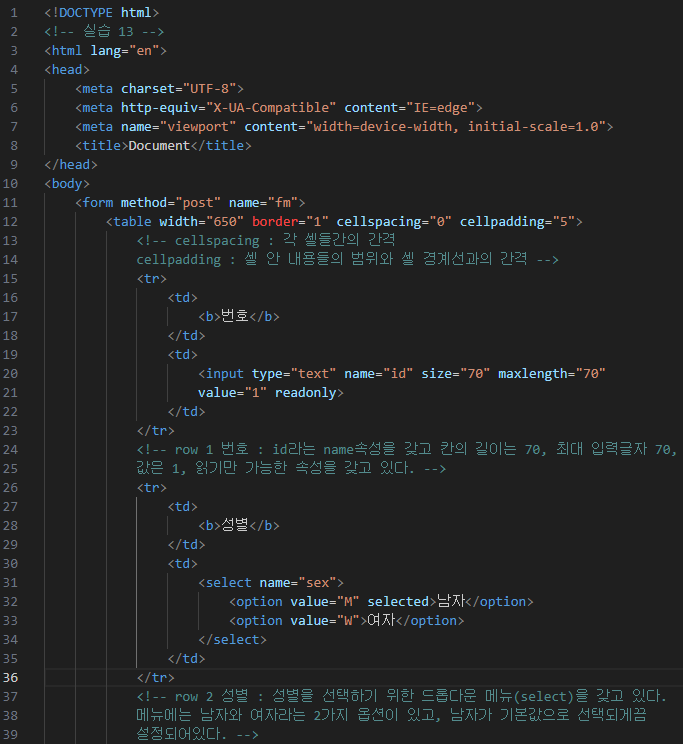 1 <!DOCTYPE html>
2 <!-- 실습 13 -->
3 <html lang="en">
4 <head>
5     <meta charset="UTF-8">
6     <meta http-equiv="X-UA-Compatible" content="IE=edge">
7     <meta name="viewport" content="width=device-width, initial-scale=1.0">
8     <title>Document</title>
9 </head>
10 <body>
11     <form method="post" name="fm">
12         <table width="650" border="1" cellspacing="0" cellpadding="5">
13             <!-- cellspacing : 각 셀들간의 간격
14             cellpadding : 셀 안 내용들의 범위와 셀 경계선과의 간격 -->
15             <tr>
16                 <td>
17                     <b>번호</b>
18                 </td>
19                 <td>
20                     <input type="text" name="id" size="70" maxlength="70"
21                     value="1" readonly>
22                 </td>
23             </tr>
24             <!-- row 1 번호 : id라는 name속성을 갖고 칸의 길이는 70, 최대 입력글자 70,
25             값은 1, 읽기만 가능한 속성을 갖고 있다. -->
26             <tr>
27                 <td>
28                     <b>성별</b>
29                 </td>
30                 <td>
31                     <select name="sex">
32                         <option value="M" selected>남자</option>
33                         <option value="W">여자</option>
34                     </select>
35                 </td>
36             </tr>
37             <!-- row 2 성별 : 성별을 선택하기 위한 드롭다운 메뉴(select)을 갖고 있다.
38             메뉴에는 남자와 여자라는 2가지 옵션이 있고, 남자가 기본값으로 선택되게끔
39             설정되어있다. -->